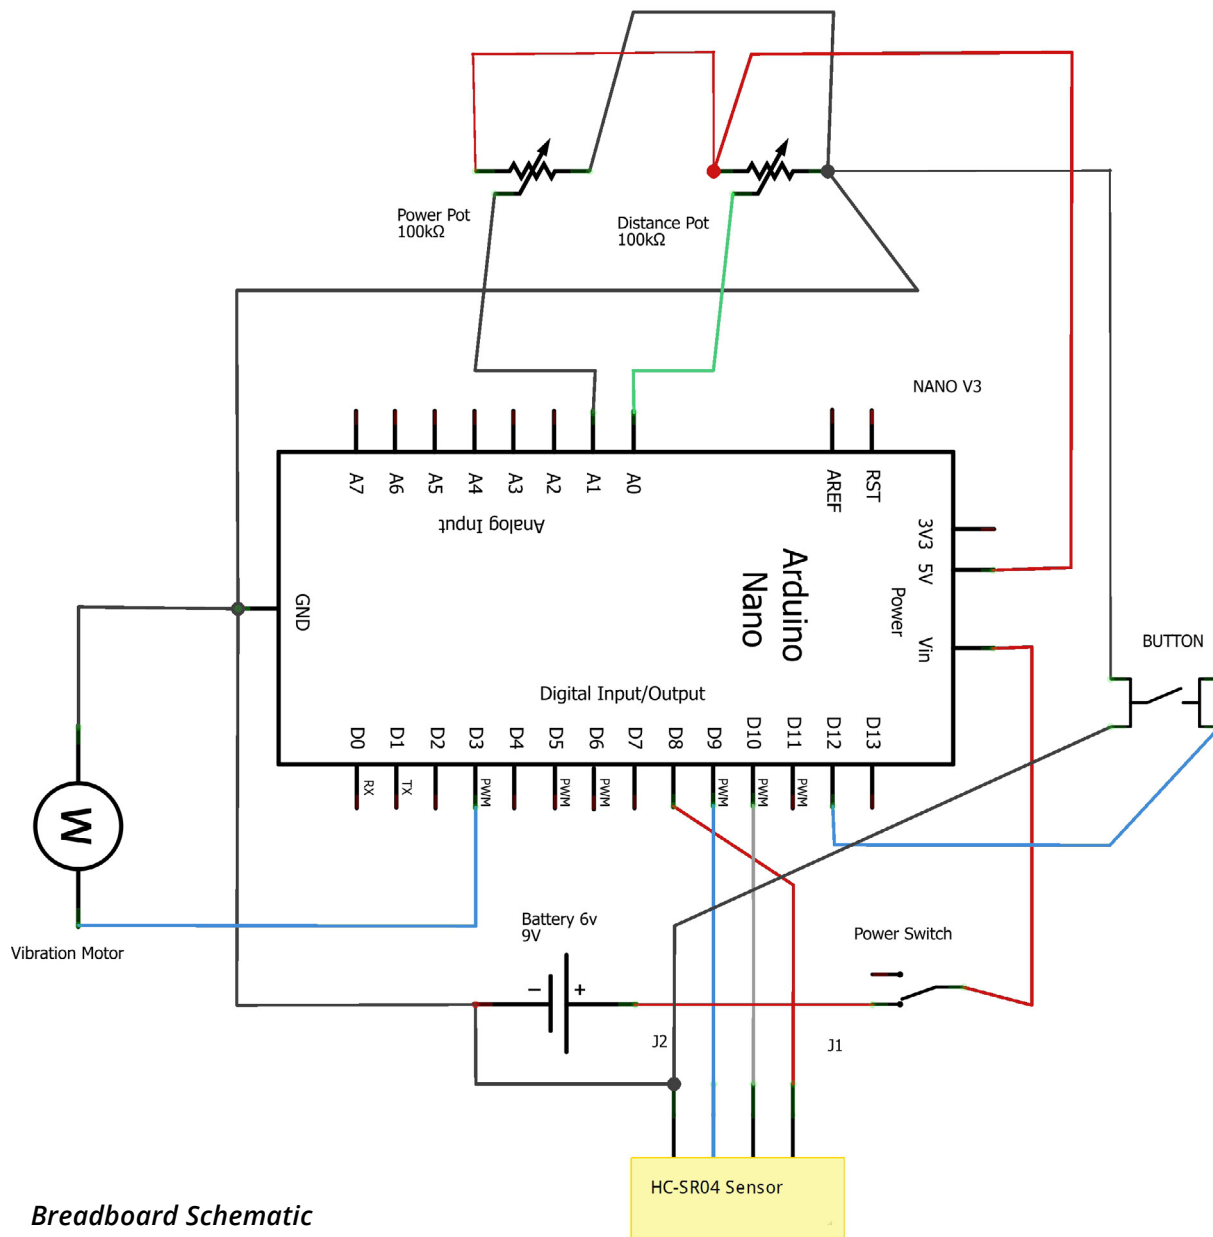 Power Pot
100kΩ
Distance Pot
100kΩ
NANO V3
A7
A6
A5
A4
A3
A2
A1
A0
AREF
RST
Analog Input
3V3
5V
Power
Vin
Arduino
Nano
GND
BUTTON
Digital Input/Output
D0
D1
D2
D3
D4
D5
D6
D7
D8
D9
D10
D11
D12
D13
RX
TX
PWM
PWM
PWM
PWM
PWM
PWM
M
Vibration Motor
Battery 6v
9V
−
+
Power Switch
J2
J1
HC-SR04 Sensor
Breadboard Schematic